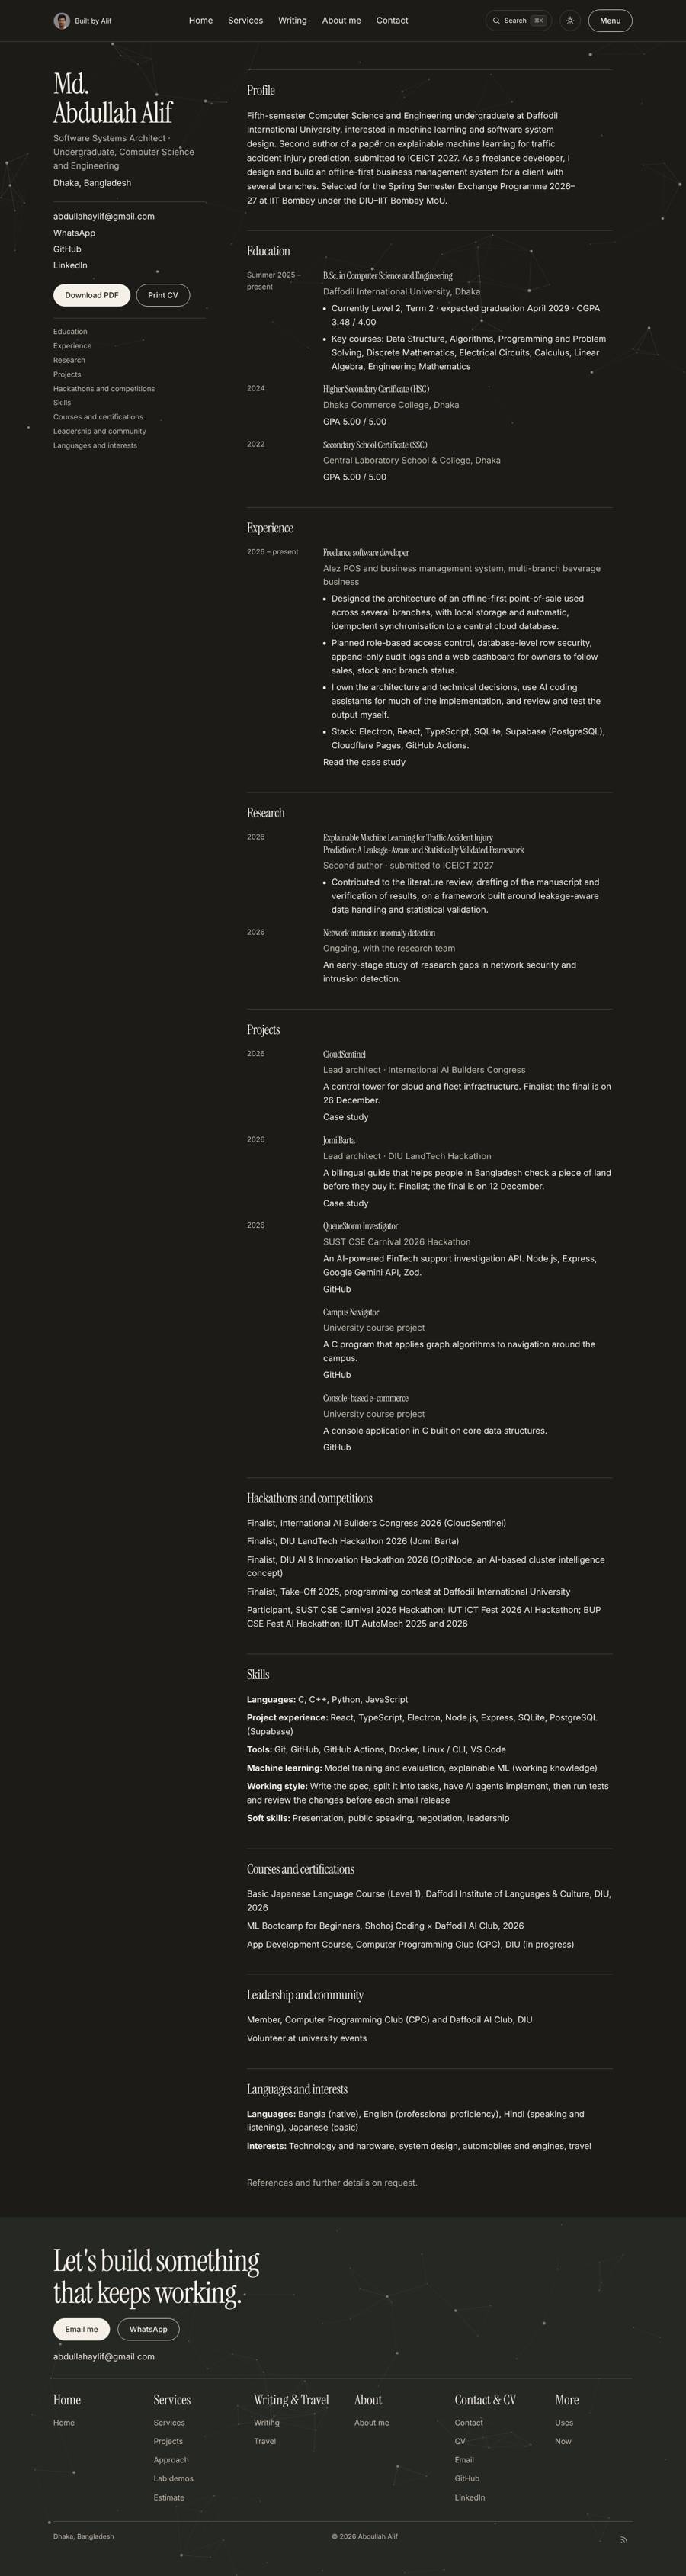 Built by Alif
Home Services Writing About me Contact
Search ⌘K
Menu
Md.
Abdullah Alif
Software Systems Architect ·
Undergraduate, Computer Science
and Engineering
Dhaka, Bangladesh
abdullahaylif@gmail.com
WhatsApp
GitHub
LinkedIn
Download PDF Print CV
Education
Experience
Research
Projects
Hackathons and competitions
Skills
Courses and certifications
Leadership and community
Languages and interests
Profile
Fifth-semester Computer Science and Engineering undergraduate at Daffodil
International University, interested in machine learning and software system
design. Second author of a paper on explainable machine learning for traffic
accident injury prediction, submitted to ICEICT 2027. As a freelance developer, I
design and build an offline-first business management system for a client with
several branches. Selected for the Spring Semester Exchange Programme 2026–
27 at IIT Bombay under the DIU–IIT Bombay MoU.
Education
Summer 2025 –
present
B.Sc. in Computer Science and Engineering
Daffodil International University, Dhaka
• Currently Level 2, Term 2 · expected graduation April 2029 · CGPA
3.48 / 4.00
• Key courses: Data Structure, Algorithms, Programming and Problem
Solving, Discrete Mathematics, Electrical Circuits, Calculus, Linear
Algebra, Engineering Mathematics
2024
Higher Secondary Certificate (HSC)
Dhaka Commerce College, Dhaka
GPA 5.00 / 5.00
2022
Secondary School Certificate (SSC)
Central Laboratory School & College, Dhaka
GPA 5.00 / 5.00
Experience
2026 – present
Freelance software developer
Alez POS and business management system, multi-branch beverage
business
• Designed the architecture of an offline-first point-of-sale used
across several branches, with local storage and automatic,
idempotent synchronisation to a central cloud database.
• Planned role-based access control, database-level row security,
append-only audit logs and a web dashboard for owners to follow
sales, stock and branch status.
• I own the architecture and technical decisions, use AI coding
assistants for much of the implementation, and review and test the
output myself.
• Stack: Electron, React, TypeScript, SQLite, Supabase (PostgreSQL),
Cloudflare Pages, GitHub Actions.
Read the case study
Research
2026
Explainable Machine Learning for Traffic Accident Injury
Prediction: A Leakage-Aware and Statistically Validated Framework
Second author · submitted to ICEICT 2027
• Contributed to the literature review, drafting of the manuscript and
verification of results, on a framework built around leakage-aware
data handling and statistical validation.
2026
Network intrusion anomaly detection
Ongoing, with the research team
An early-stage study of research gaps in network security and
intrusion detection.
Projects
2026
CloudSentinel
Lead architect · International AI Builders Congress
A control tower for cloud and fleet infrastructure. Finalist; the final is on
26 December.
Case study
2026
Jomi Barta
Lead architect · DIU LandTech Hackathon
A bilingual guide that helps people in Bangladesh check a piece of land
before they buy it. Finalist; the final is on 12 December.
Case study
2026
QueueStorm Investigator
SUST CSE Carnival 2026 Hackathon
An AI-powered FinTech support investigation API. Node.js, Express,
Google Gemini API, Zod.
GitHub
Campus Navigator
University course project
A C program that applies graph algorithms to navigation around the
campus.
GitHub
Console-based e-commerce
University course project
A console application in C built on core data structures.
GitHub
Hackathons and competitions
Finalist, International AI Builders Congress 2026 (CloudSentinel)
Finalist, DIU LandTech Hackathon 2026 (Jomi Barta)
Finalist, DIU AI & Innovation Hackathon 2026 (OptiNode, an AI-based cluster intelligence
concept)
Finalist, Take-Off 2025, programming contest at Daffodil International University
Participant, SUST CSE Carnival 2026 Hackathon; IUT ICT Fest 2026 AI Hackathon; BUP
CSE Fest AI Hackathon; IUT AutoMech 2025 and 2026
Skills
Languages: C, C++, Python, JavaScript
Project experience: React, TypeScript, Electron, Node.js, Express, SQLite, PostgreSQL
(Supabase)
Tools: Git, GitHub, GitHub Actions, Docker, Linux / CLI, VS Code
Machine learning: Model training and evaluation, explainable ML (working knowledge)
Working style: Write the spec, split it into tasks, have AI agents implement, then run tests
and review the changes before each small release
Soft skills: Presentation, public speaking, negotiation, leadership
Courses and certifications
Basic Japanese Language Course (Level 1), Daffodil Institute of Languages & Culture, DIU,
2026
ML Bootcamp for Beginners, Shohoj Coding × Daffodil AI Club, 2026
App Development Course, Computer Programming Club (CPC), DIU (in progress)
Leadership and community
Member, Computer Programming Club (CPC) and Daffodil AI Club, DIU
Volunteer at university events
Languages and interests
Languages: Bangla (native), English (professional proficiency), Hindi (speaking and
listening), Japanese (basic)
Interests: Technology and hardware, system design, automobiles and engines, travel
References and further details on request.
Let's build something
that keeps working.
Email me WhatsApp
abdullahaylif@gmail.com
Home
Home
Services
Services
Projects
Approach
Lab demos
Estimate
Writing & Travel
Writing
Travel
About
About me
Contact & CV
Contact
CV
Email
GitHub
LinkedIn
More
Uses
Now
Dhaka, Bangladesh
© 2026 Abdullah Alif